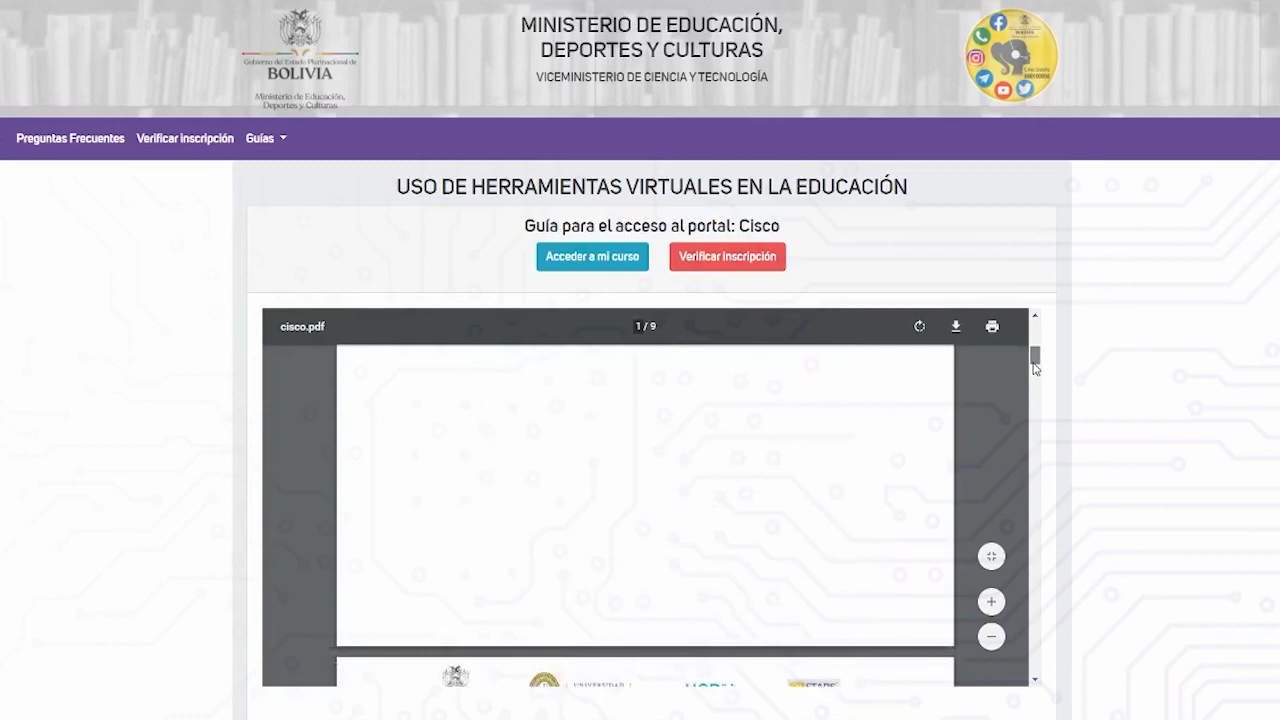 Gobierno del Estado Plurinacional de
BOLIVIA
Ministerio de Educación,
Deportes y Culturas
MINISTERIO DE EDUCACIÓN,
DEPORTES Y CULTURAS
VICEMINISTERIO DE CIENCIA Y TECNOLOGÍA
Preguntas Frecuentes
Verificar inscripción
Guías
USO DE HERRAMIENTAS VIRTUALES EN LA EDUCACIÓN
Guía para el acceso al portal: Cisco
Acceder a mi curso
Verificar inscripción
cisco.pdf
1 / 9
UNIVERSIDAD